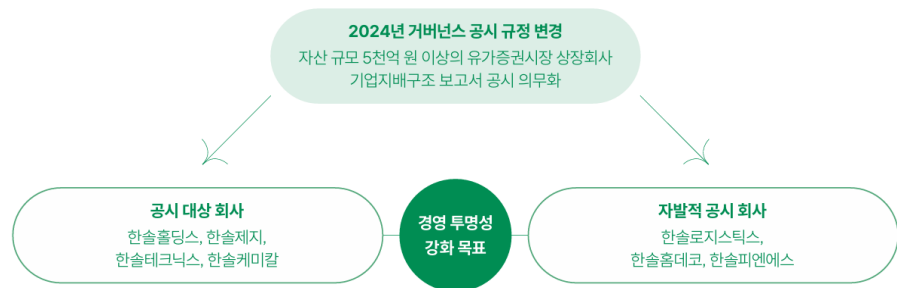 2024년 거버넌스 공시 규정 변경
자산 규모 5천억 원 이상의 유가증권시장 상장회사
기업지배구조 보고서 공시 의무화
공시 대상 회사
한솔홀딩스, 한솔제지,
한솔테크닉스, 한솔케미칼
경영 투명성
강화 목표
자발적 공시 회사
한솔로지스틱스,
한솔홈데코, 한솔피엔에스